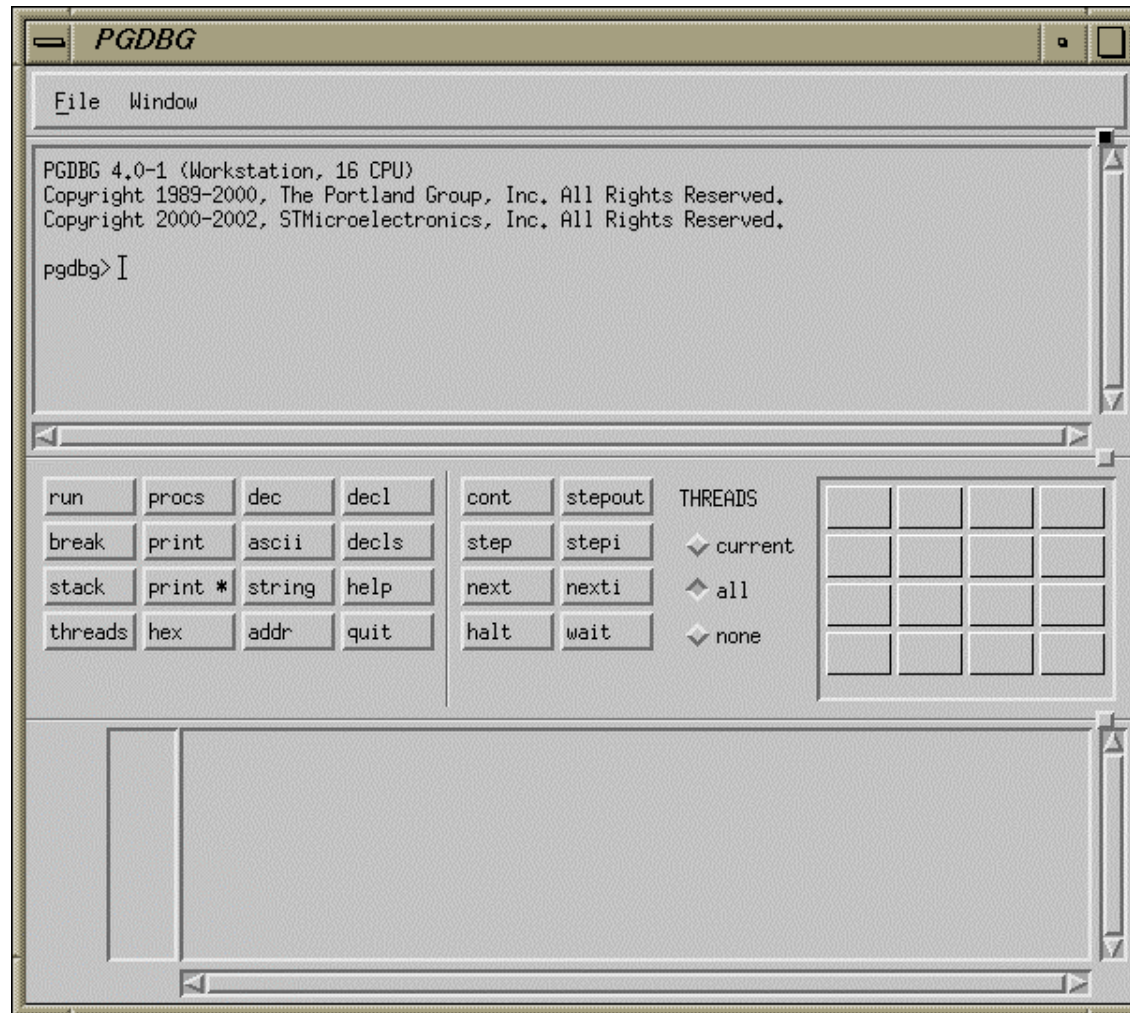 PGDBG
File Window
PGDBG 4.0-1 (Workstation, 16 CPU)
Copyright 1989-2000, The Portland Group, Inc. All Rights Reserved.
Copyright 2000-2002, STMicroelectronics, Inc. All Rights Reserved.
pgdbg>
run procs dec decl cont stepout THREADS
break print ascii decls step stepi current
stack print * string help next nexti all
threads hex addr quit halt wait none